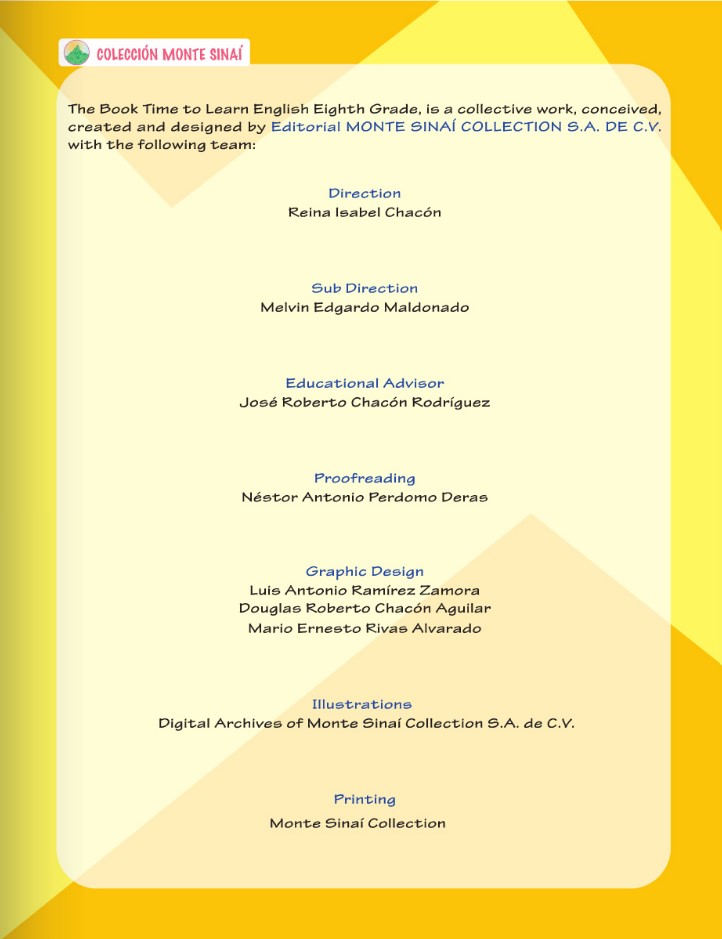 COLECCIÓN MONTE SINAÍ
The Book Time to Learn English Eighth Grade, is a collective work, conceived,
created and designed by Editorial MONTE SINAÍ COLLECTION S.A. DE C.V.
with the following team:
Direction
Reina Isabel Chacón
Sub Direction
Melvin Edgardo Maldonado
Educational Advisor
José Roberto Chacón Rodríguez
Proofreading
Néstor Antonio Perdomo Deras
Graphic Design
Luis Antonio Ramírez Zamora
Douglas Roberto Chacón Aguilar
Mario Ernesto Rivas Alvarado
Illustrations
Digital Archives of Monte Sinaí Collection S.A. de C.V.
Printing
Monte Sinaí Collection